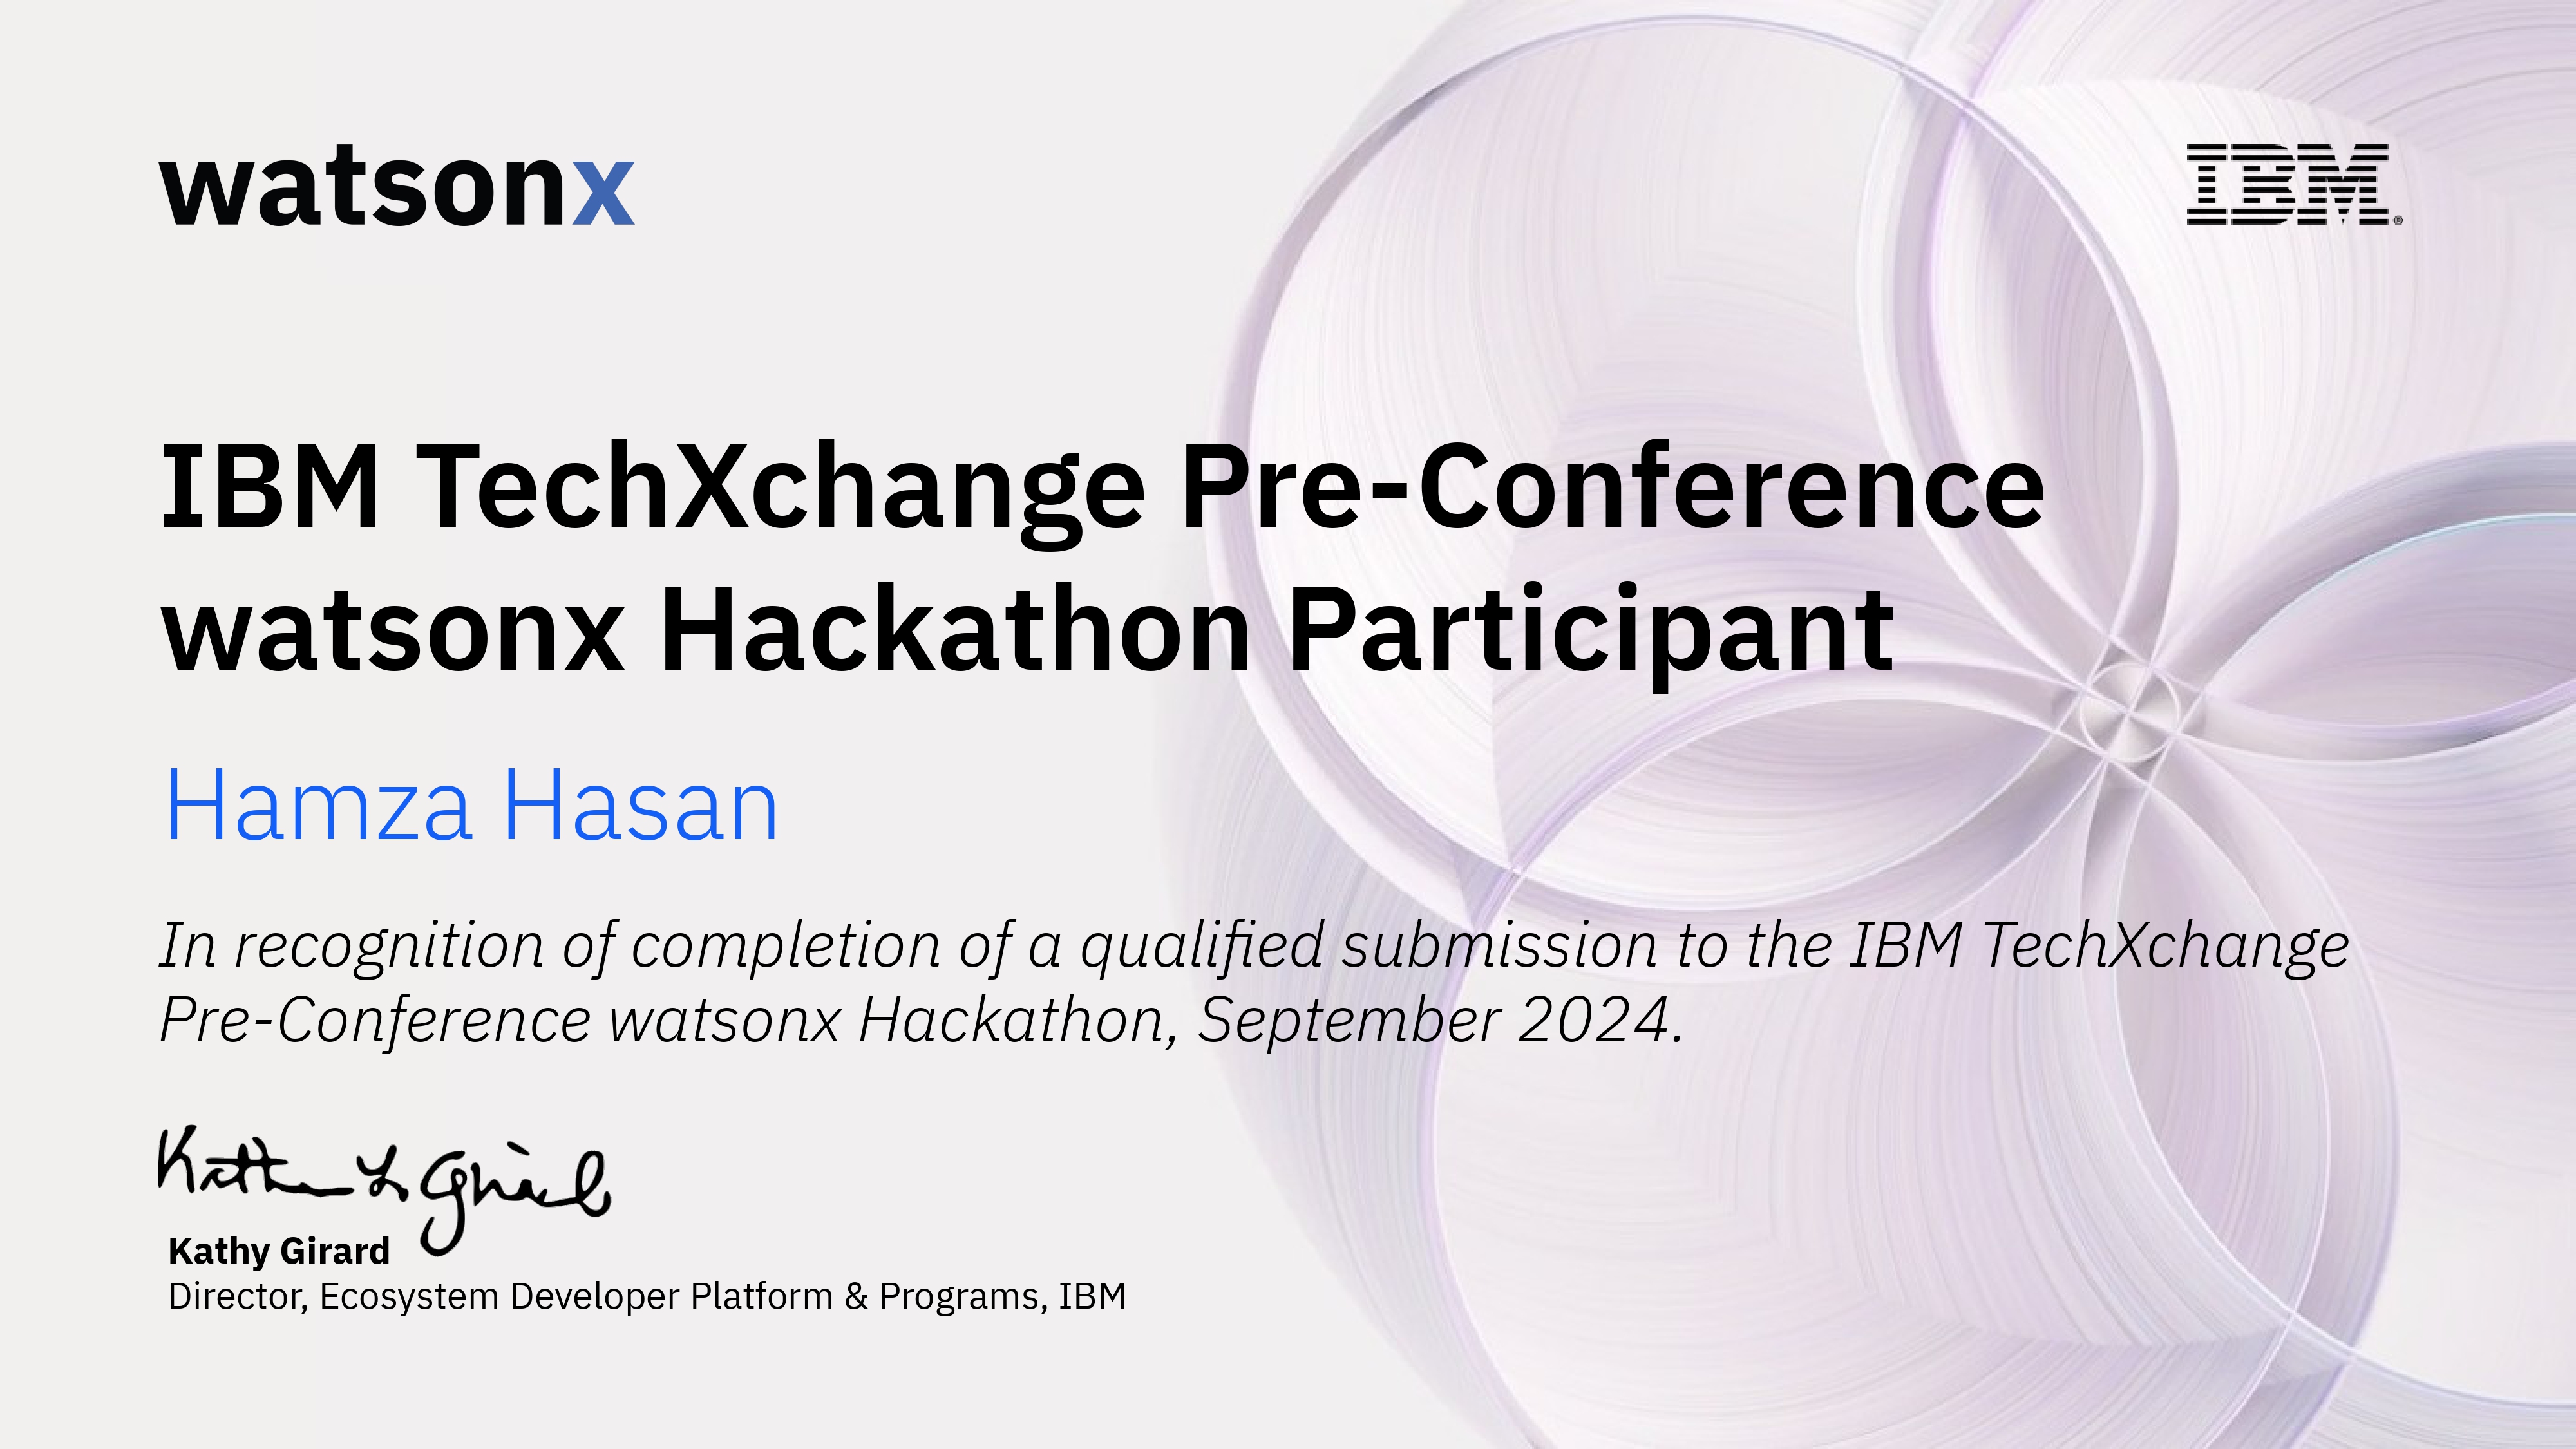 watsonx
IBM®
IBM TechXchange Pre-Conference
watsonx Hackathon Participant
Hamza Hasan
In recognition of completion of a qualified submission to the IBM TechXchange
Pre-Conference watsonx Hackathon, September 2024.
Kathy Girard
Director, Ecosystem Developer Platform & Programs, IBM